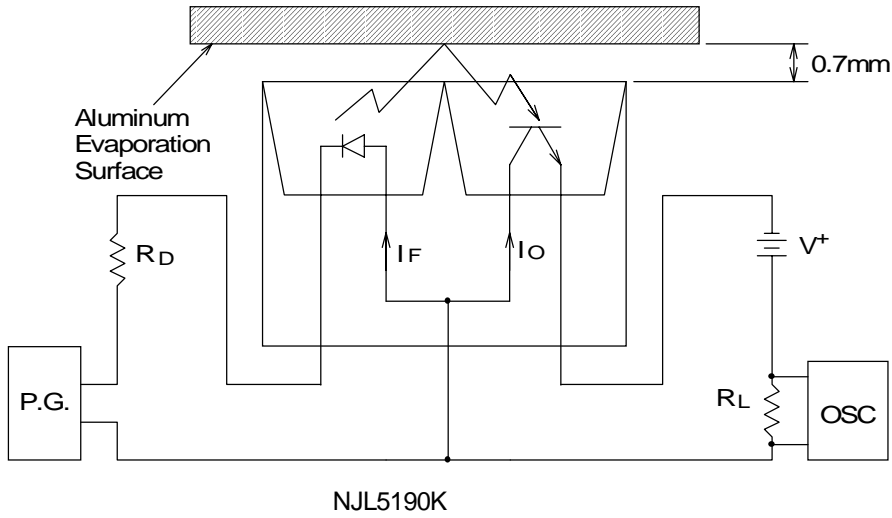 0.7mm
Aluminum
Evaporation
Surface
RD
IF
IO
V+
P.G.
RL
OSC
NJL5190K